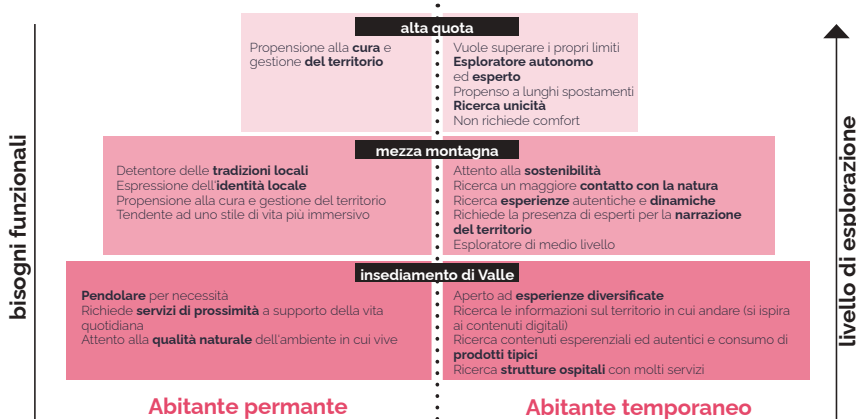 alta quota
Propensione alla cura e
gestione del territorio
Vuole superare i propri limiti
Esploratore autonomo
ed esperto
Propenso a lunghi spostamenti
Ricerca unicità
Non richiede comfort
mezza montagna
Detentore delle tradizioni locali
Espressione dell'identità locale
Propensione alla cura e gestione del territorio
Tendente ad uno stile di vita più immersivo
Attento alla sostenibilità
Ricerca un maggiore contatto con la natura
Ricerca esperienze autentiche e dinamiche
Richiede la presenza di esperti per la narrazione
del territorio
Esploratore di medio livello
insediamento di Valle
Pendolare per necessità
Richiede servizi di prossimità a supporto della vita
quotidiana
Attento alla qualità naturale dell'ambiente in cui vive
Aperto ad esperienze diversificate
Ricerca le informazioni sul territorio in cui andare (si ispira
ai contenuti digitali)
Ricerca contenuti esperenziali ed autentici e consumo di
prodotti tipici
Ricerca strutture ospitali con molti servizi
bisogni funzionali
livello di esplorazione
Abitante permante
Abitante temporaneo